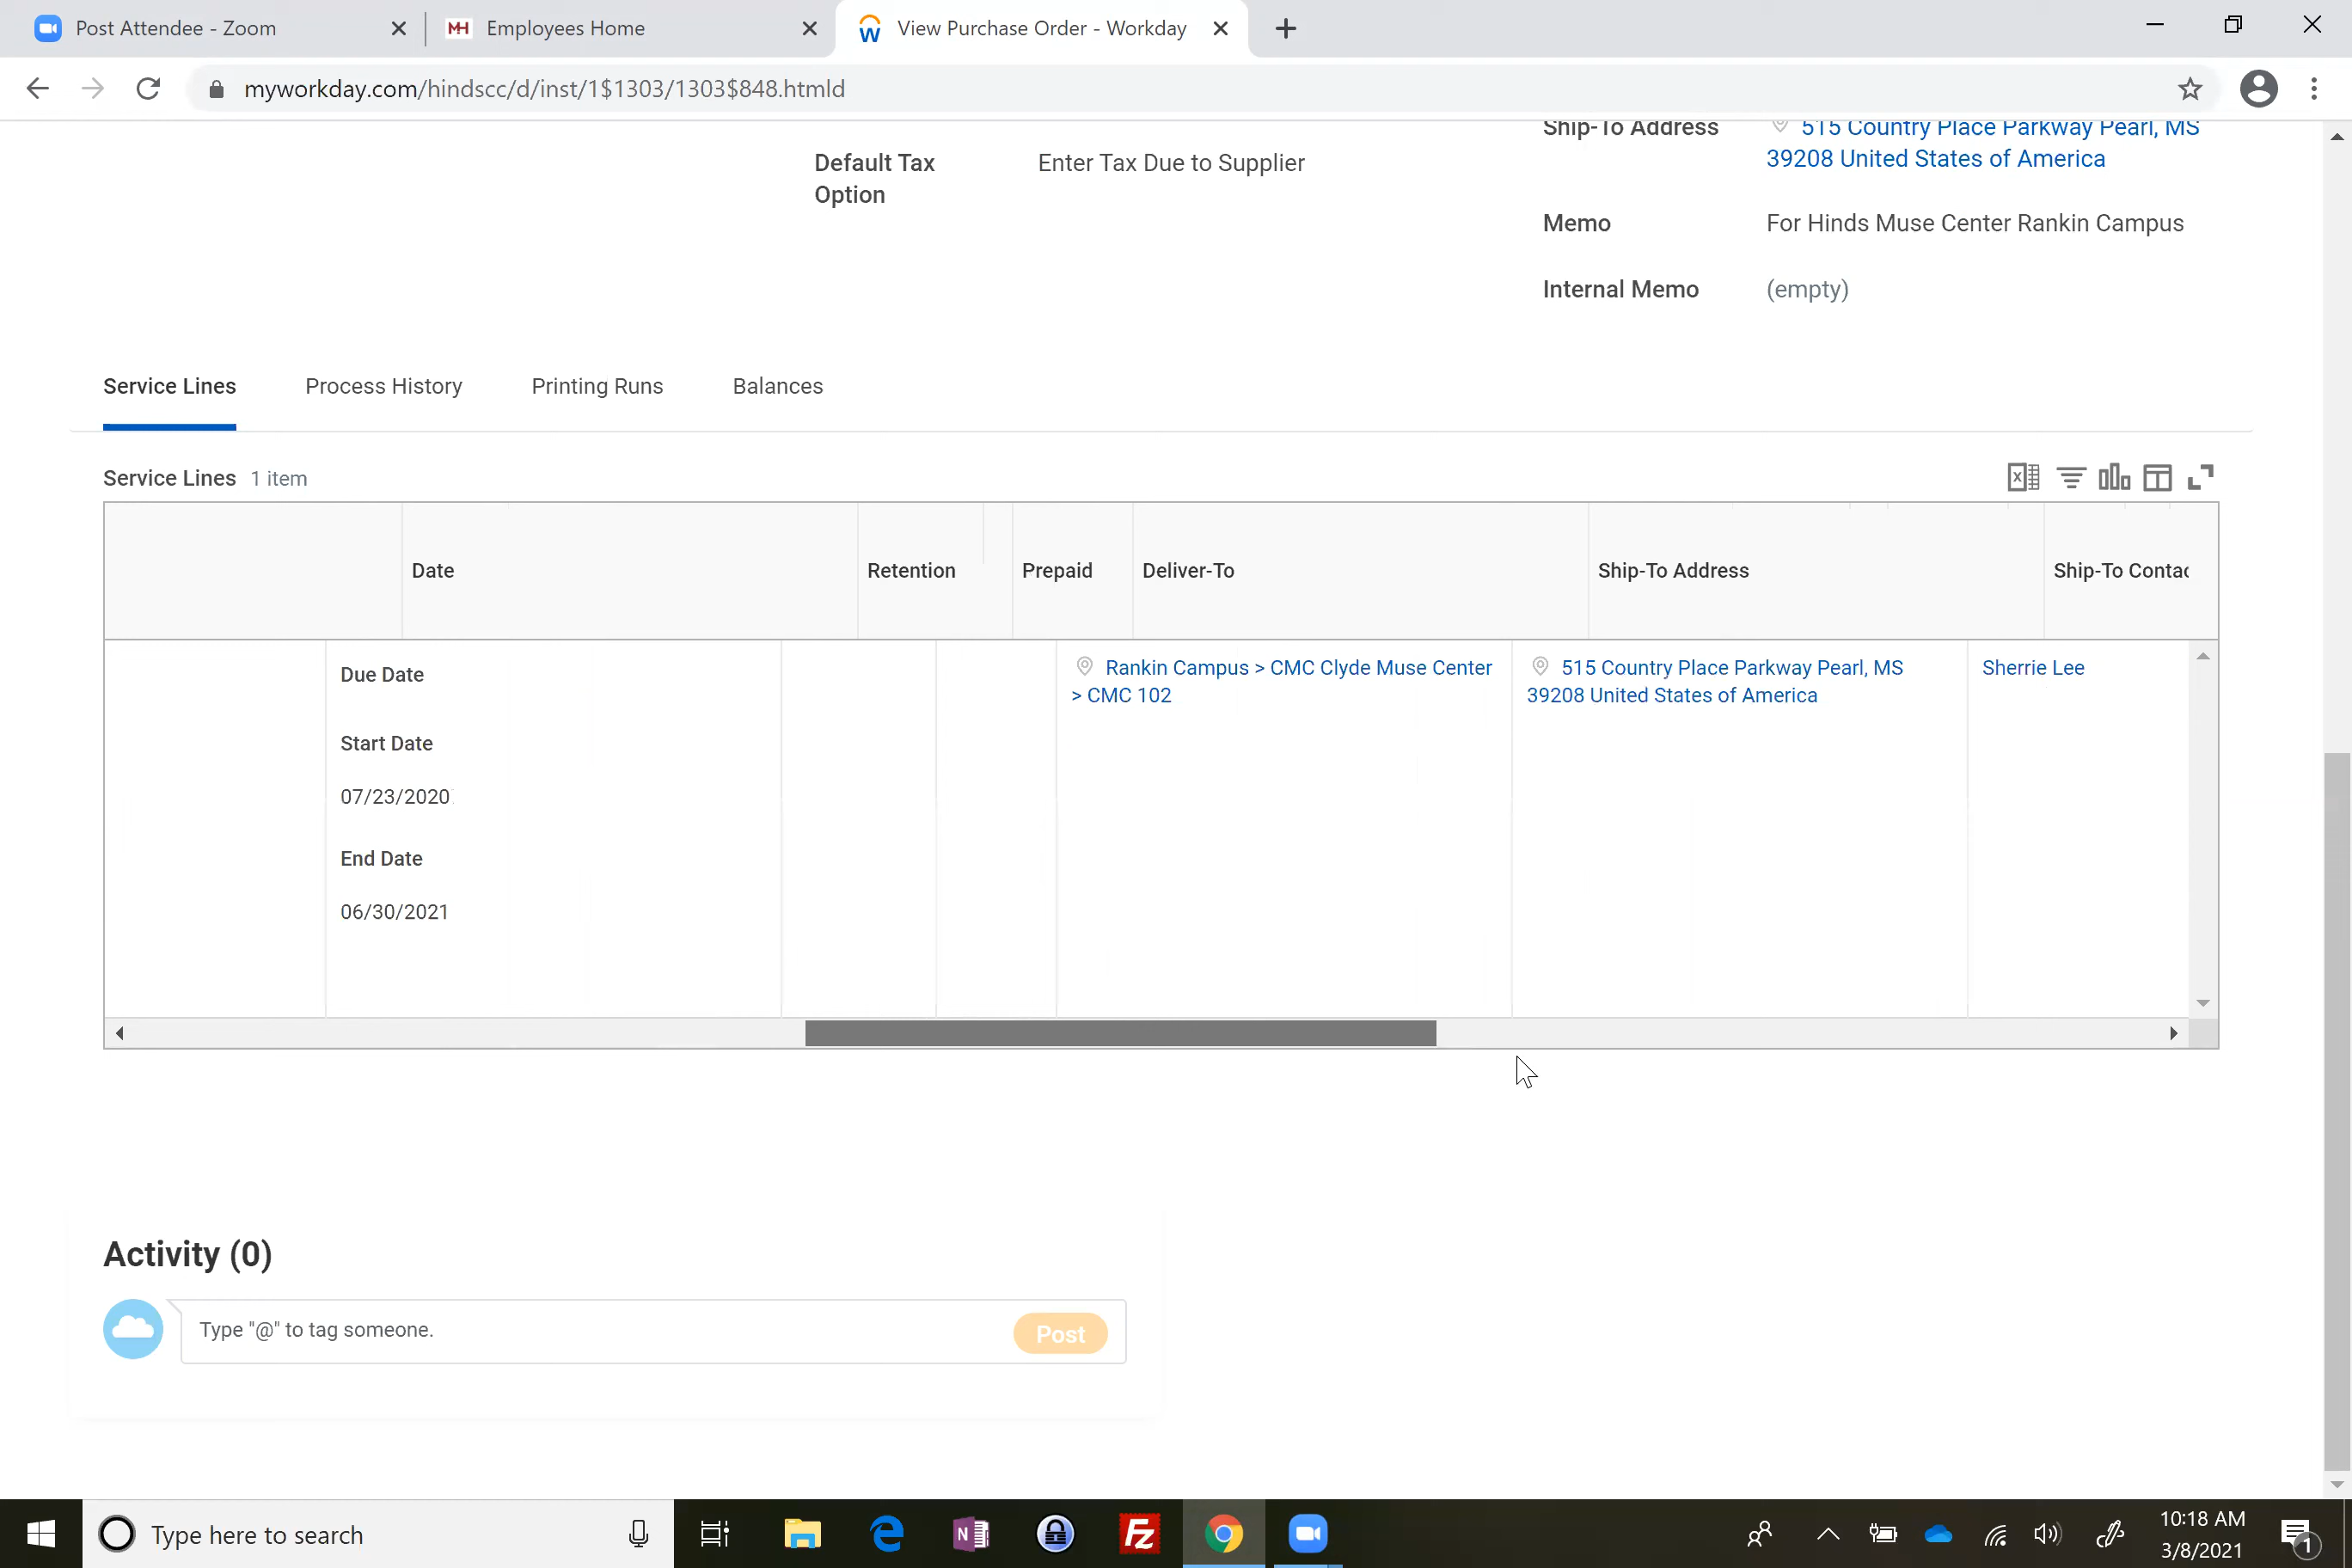 Post Attendee - Zoom
Employees Home
View Purchase Order - Workday
myworkday.com/hindscc/d/inst/1$1303/1303$848.htmld
Ship-To Address
515 Country Place Parkway Pearl, MS
39208 United States of America
Default Tax
Option
Enter Tax Due to Supplier
Memo
For Hinds Muse Center Rankin Campus
Internal Memo
(empty)
Service Lines
Process History
Printing Runs
Balances
Service Lines 1 item
Date
Retention
Prepaid
Deliver-To
Ship-To Address
Ship-To Contac
Due Date
Start Date
07/23/2020
End Date
06/30/2021
Rankin Campus > CMC Clyde Muse Center
> CMC 102
515 Country Place Parkway Pearl, MS
39208 United States of America
Sherrie Lee
Activity (0)
Type "@" to tag someone.
Post
Type here to search
10:18 AM
3/8/2021
1